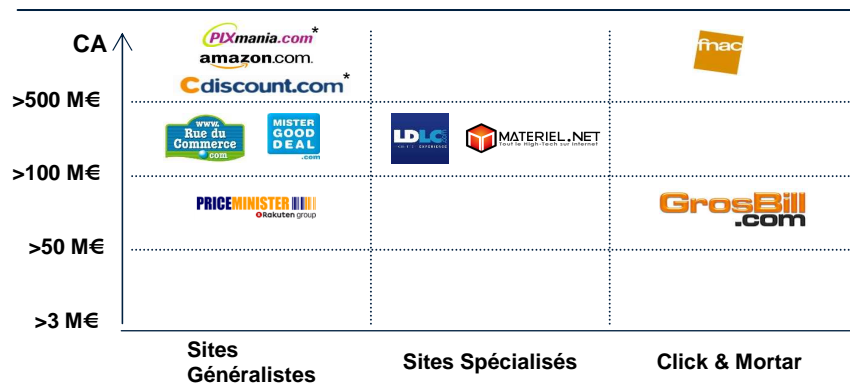 CA
PIXmania.com*
amazon.com.
Cdiscount.com*
fnac
>500 M€
www.
Rue du
Commerce
.com
MISTER
GOOD
DEAL
.com
LDLC
.com
EXPERIENCE
MATERIEL.NET
Tout le High-Tech sur Internet
>100 M€
PRICEMINISTER
Rakuten group
GrosBill
.com
>50 M€
>3 M€
Sites
Généralistes
Sites Spécialisés
Click & Mortar